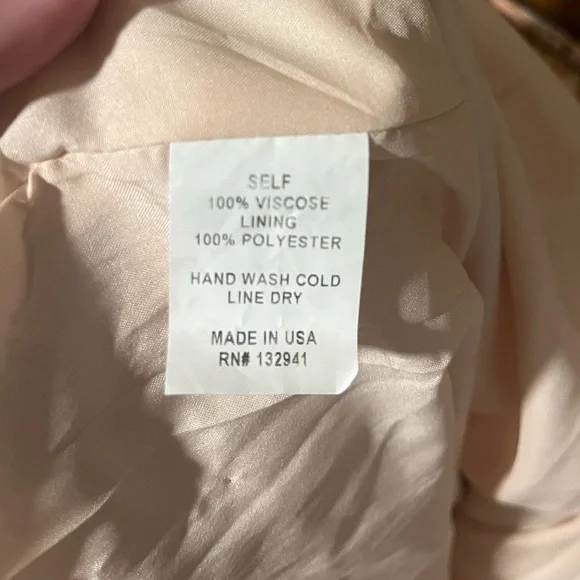 SELF
100% VISCOSE
LINING
100% POLYESTER
HAND WASH COLD
LINE DRY
MADE IN USA
RN# 132941